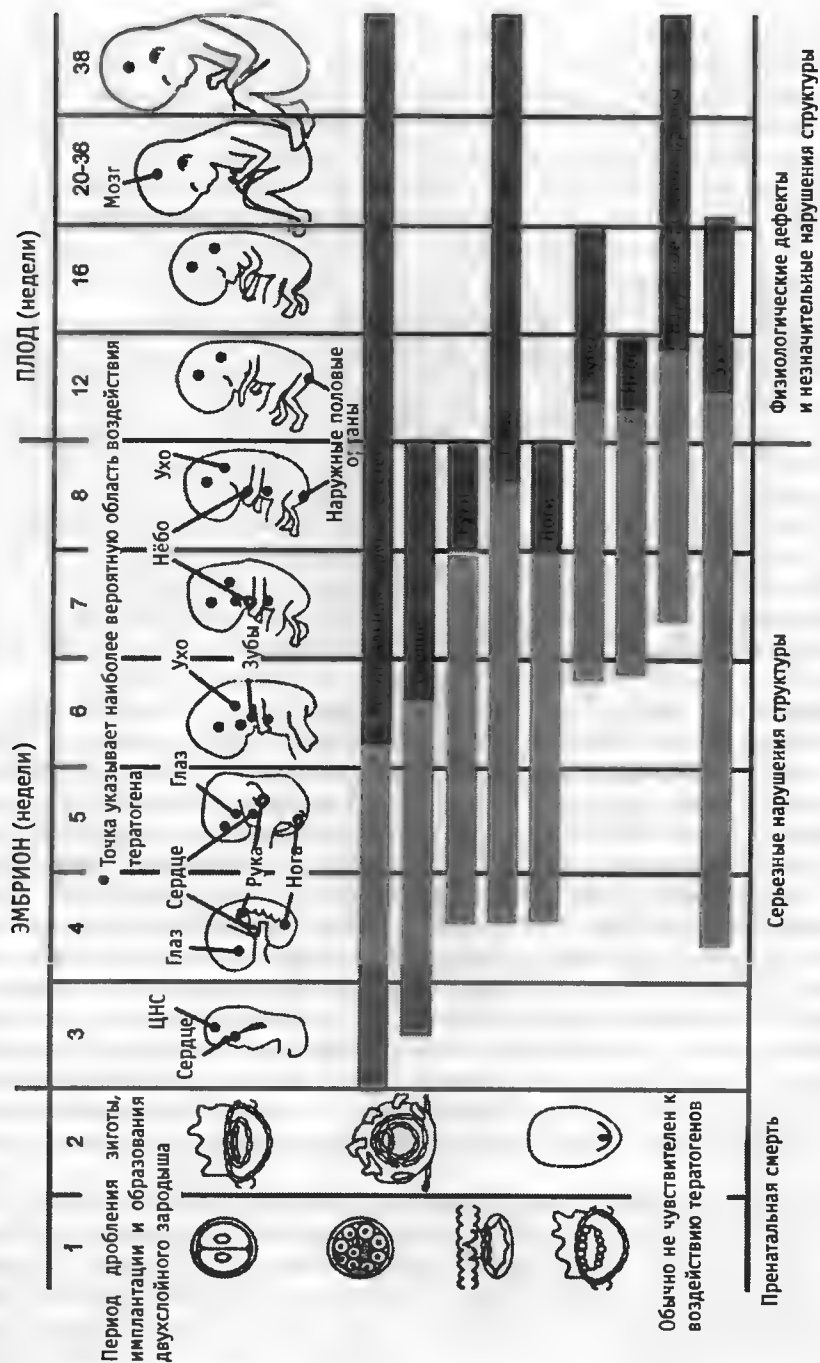 ЭМБРИОН (недели)
ПЛОД (недели)
1
2
3
4
5
6
7
8
12
16
20-36
38
Период дробления зиготы,
имплантации и образования
двухслойного зародыша
● Точка указывает наиболее вероятную область воздействия
тератогена
ЦНС
Сердце
Глаз
Сердце
Рука
Нога
Глаз
Ухо
Зубы
Нёбо
Ухо
Наружные половые
органы
Мозг
Ноги
Обычно не чувствителен к
воздействию тератогенов
Пренатальная смерть
Серьезные нарушения структуры
Физиологические дефекты
и незначительные нарушения структуры